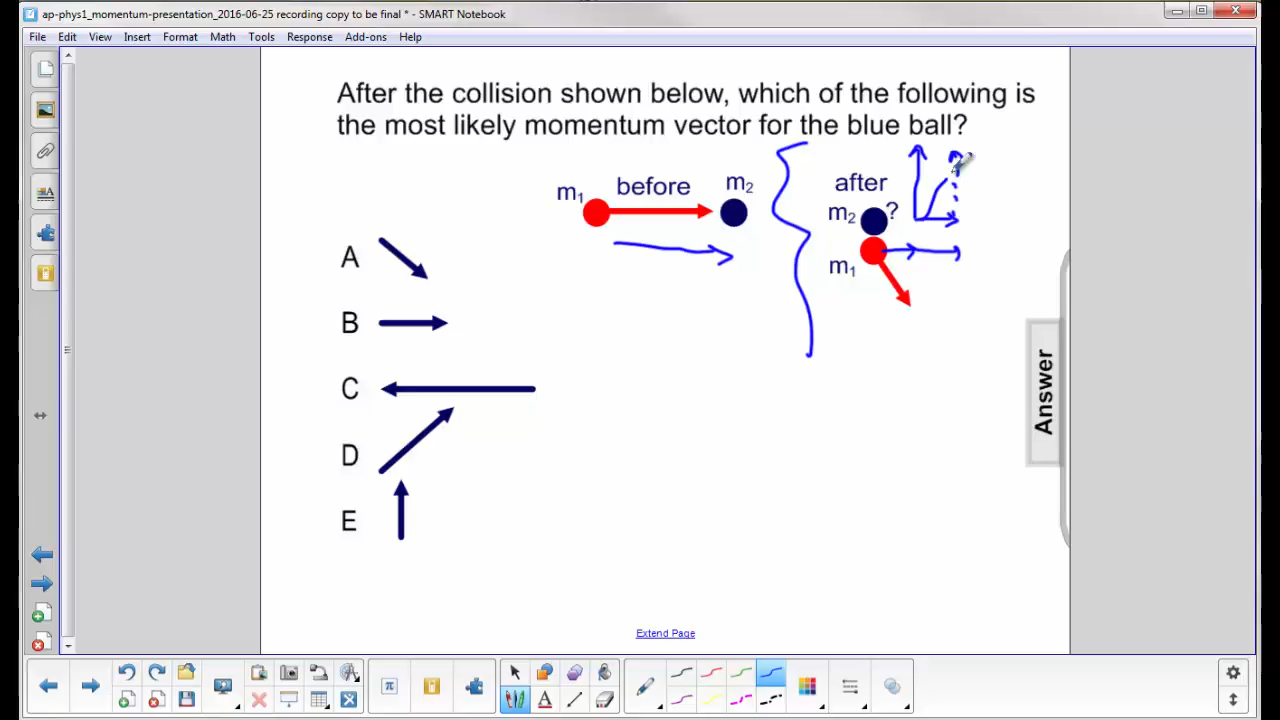 ap-phys1_momentum-presentation_2016-06-25 recording copy to be final * - SMART Notebook
File Edit View Insert Format Math Tools Response Add-ons Help
After the collision shown below, which of the following is
the most likely momentum vector for the blue ball?
m1 before m2
after
m2 ?
m1
A
B
C
D
E
Answer
Extend Page
π
A